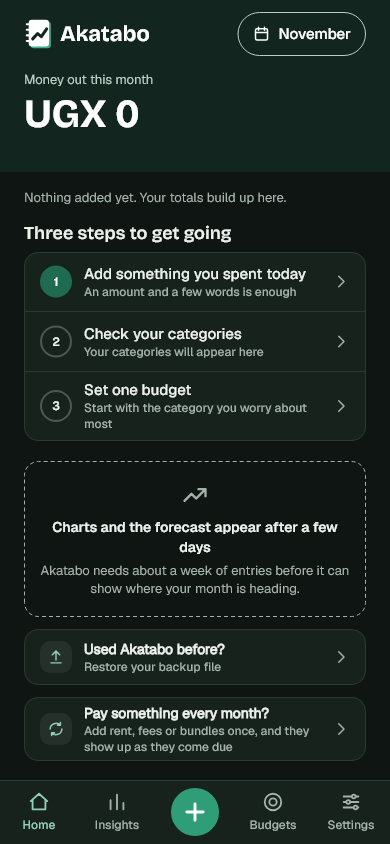 Akatabo
November
Money out this month
UGX 0
Nothing added yet. Your totals build up here.
Three steps to get going
1
Add something you spent today
An amount and a few words is enough
2
Check your categories
Your categories will appear here
3
Set one budget
Start with the category you worry about
most
Charts and the forecast appear after a few
days
Akatabo needs about a week of entries before it can
show where your month is heading.
Used Akatabo before?
Restore your backup file
Pay something every month?
Add rent, fees or bundles once, and they
show up as they come due
Home
Insights
Budgets
Settings